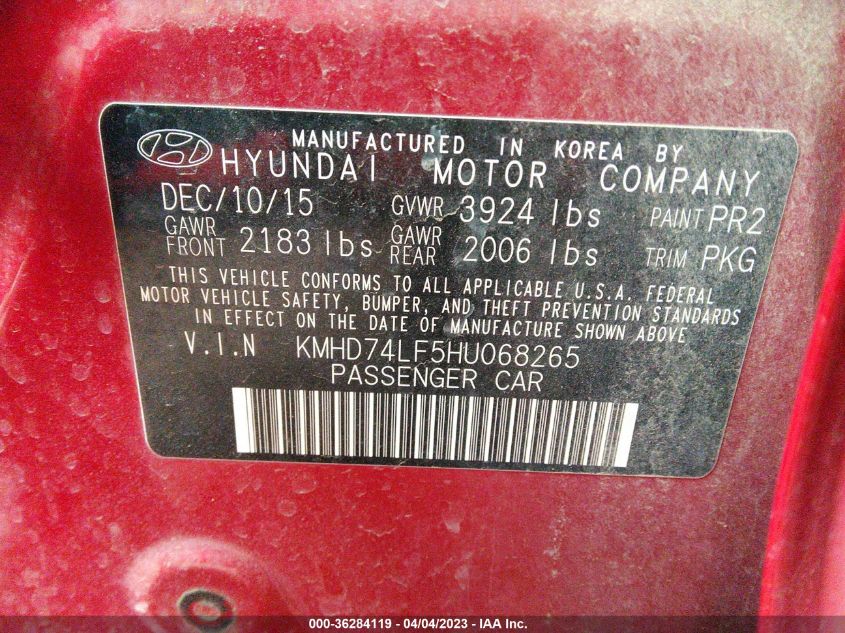 MANUFACTURED IN KOREA BY
HYUNDAI MOTOR COMPANY
DEC/10/15 GVWR 3924 lbs PAINT PR2
GAWR FRONT 2183 lbs GAWR REAR 2006 lbs TRIM PKG
THIS VEHICLE CONFORMS TO ALL APPLICABLE U.S.A. FEDERAL
MOTOR VEHICLE SAFETY, BUMPER, AND THEFT PREVENTION STANDARDS
IN EFFECT ON THE DATE OF MANUFACTURE SHOWN ABOVE
V.I.N KMHD74LF5HU068265
PASSENGER CAR
000-36284119 - 04/04/2023 - IAA Inc.